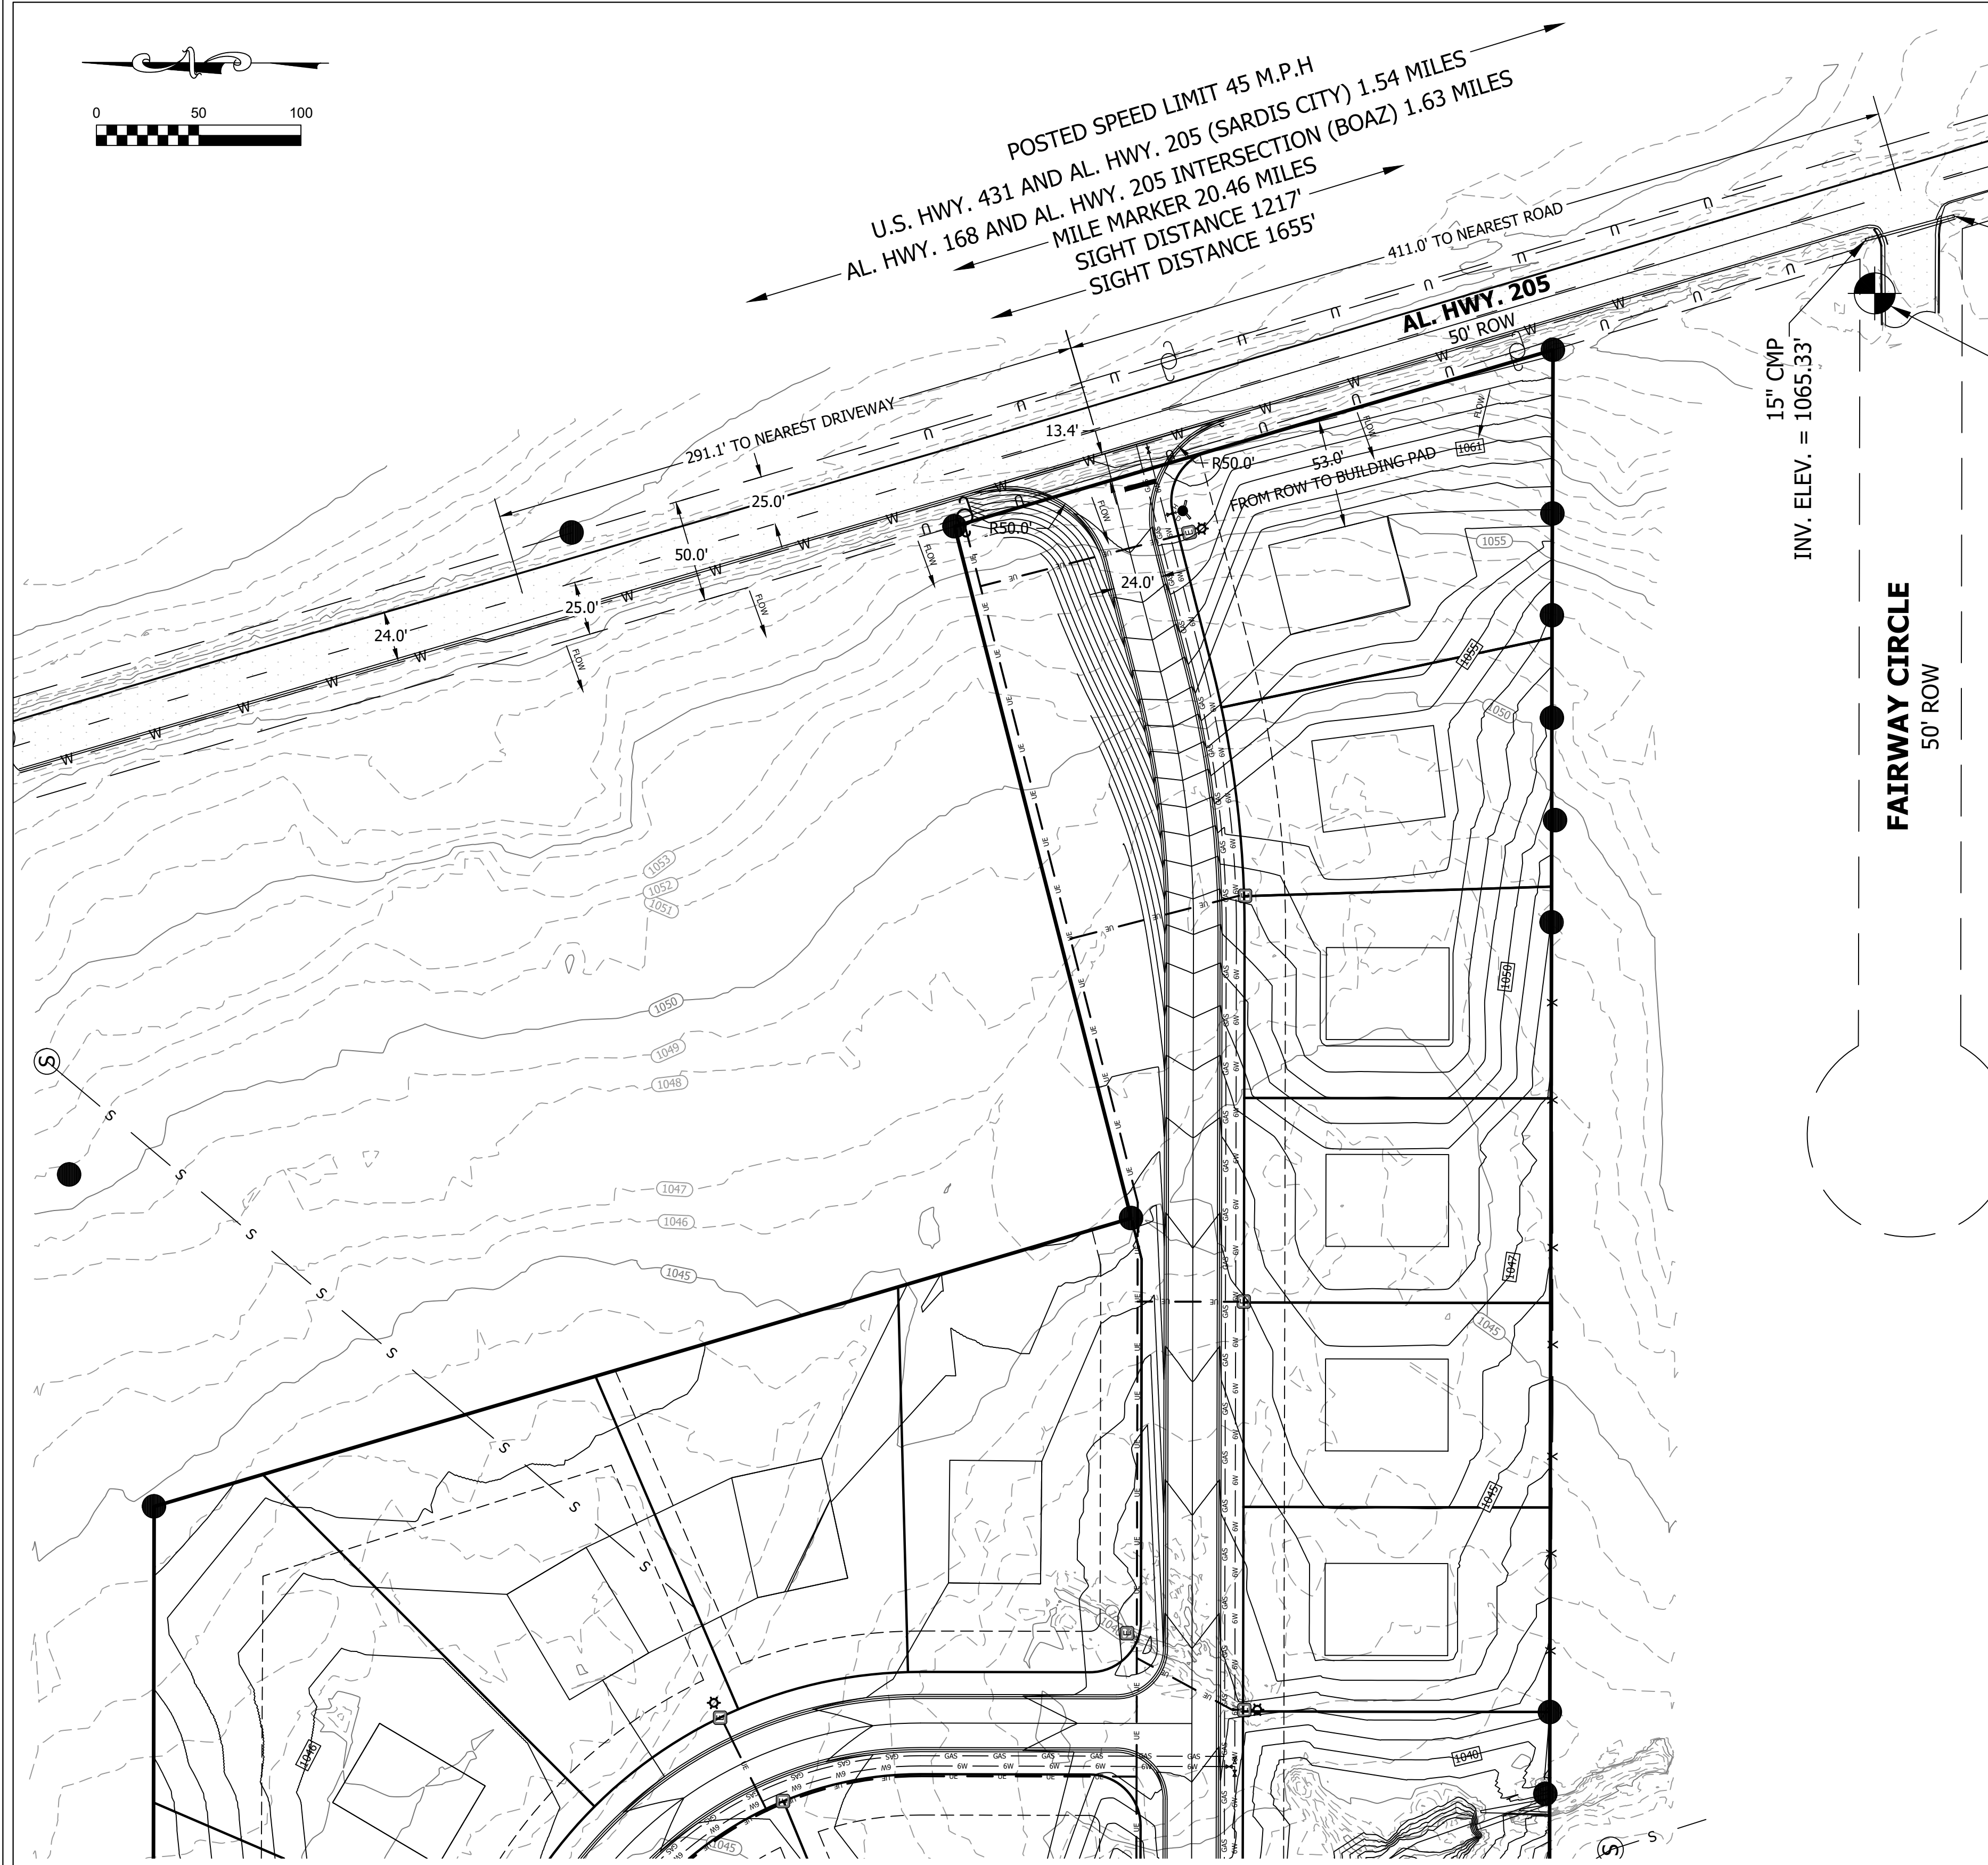 0 50 100
POSTED SPEED LIMIT 45 M.P.H
U.S. HWY. 431 AND AL. HWY. 205 (SARDIS CITY) 1.54 MILES
AL. HWY. 168 AND AL. HWY. 205 INTERSECTION (BOAZ) 1.63 MILES
MILE MARKER 20.46 MILES
SIGHT DISTANCE 1217'
SIGHT DISTANCE 1655'
411.0' TO NEAREST ROAD
AL. HWY. 205
50' ROW
15" CMP
INV. ELEV. = 1065.33'
291.1' TO NEAREST DRIVEWAY
13.4'
R50.0'
53.0'
FROM ROW TO BUILDING PAD
1061
FLOW
FLOW
25.0'
50.0'
25.0'
24.0'
R50.0'
24.0'
FLOW
FLOW
FLOW
FLOW
1055
1055
1050
FAIRWAY CIRCLE
50' ROW
1053
1052
1051
1050
1049
1048
1047
1046
1045
1050
1047
1045
1045
1040
1046
1045
W
U
S
UE
GAS
6W
E